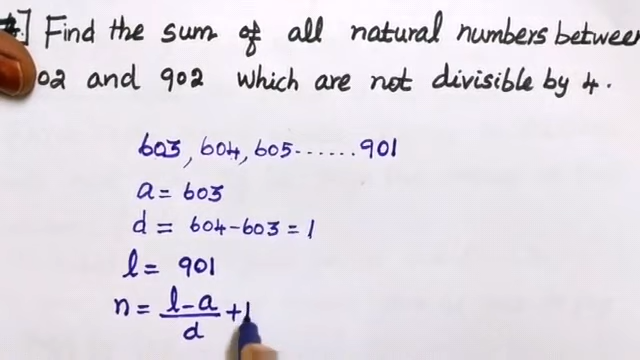 Find the sum of all natural numbers between
02 and 902 which are not divisible by 4.
603, 604, 605......901
a = 603
d = 604-603 = 1
l = 901
n = l-a/d +1